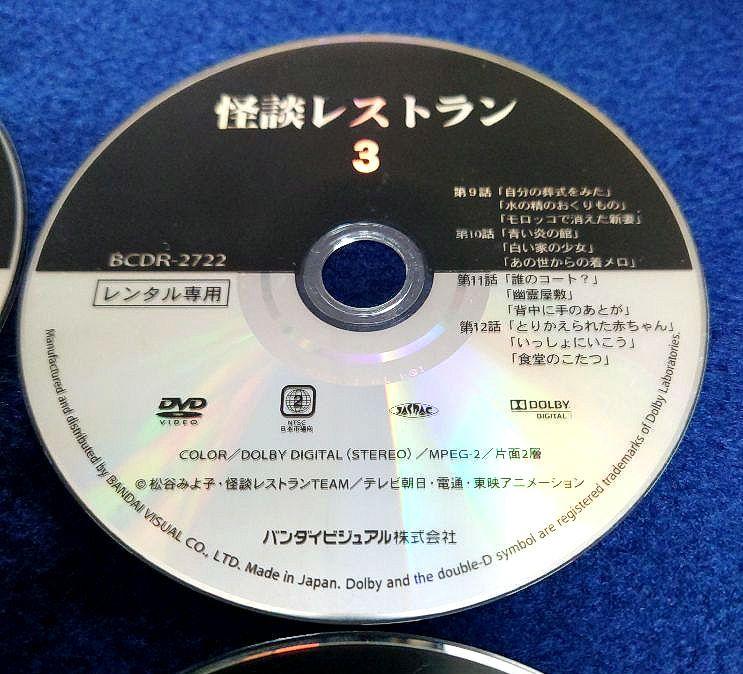 怪談レストラン
3
第9話「自分の葬式をみた」
「水の精のおくりもの」
「モロッコで消えた新妻」
第10話「青い炎の館」
「白い家の少女」
「あの世からの着メロ」
第11話「誰のコート？」
「幽霊屋敷」
「背中に手のあとが」
第12話「とりかえられた赤ちゃん」
「いっしょにいこう」
「食堂のこたつ」
BCDR-2722
レンタル専用
DVD
VIDEO
2
NTSC
日本市場向
JASRAC
DOLBY
DIGITAL
COLOR／DOLBY DIGITAL (STEREO)／MPEG-2／片面2層
©松谷みよ子・怪談レストランTEAM／テレビ朝日・電通・東映アニメーション
バンダイビジュアル株式会社
Manufactured and distributed by BANDAI VISUAL CO., LTD. Made in Japan. Dolby and the double-D symbol are registered trademarks of Dolby Laboratories.